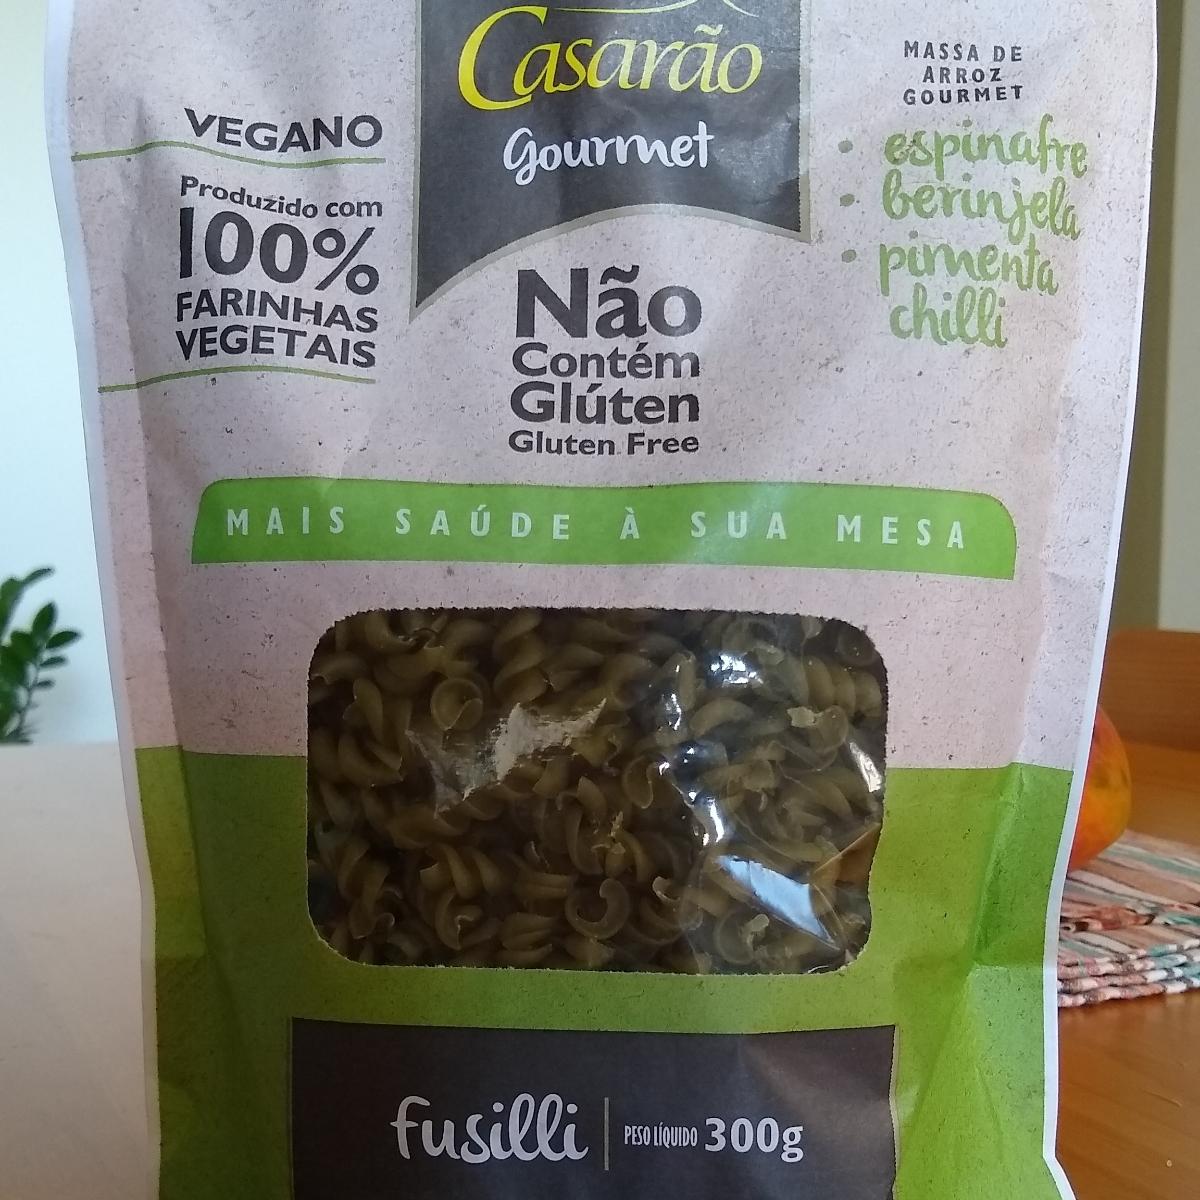 Casarão
Gourmet
VEGANO
Produzido com
100%
FARINHAS
VEGETAIS
MASSA DE
ARROZ
GOURMET
• espinafre
• berinjela
• pimenta
chilli
Não
Contém
Glúten
Gluten Free
MAIS SAÚDE À SUA MESA
fusilli | PESO LÍQUIDO 300g